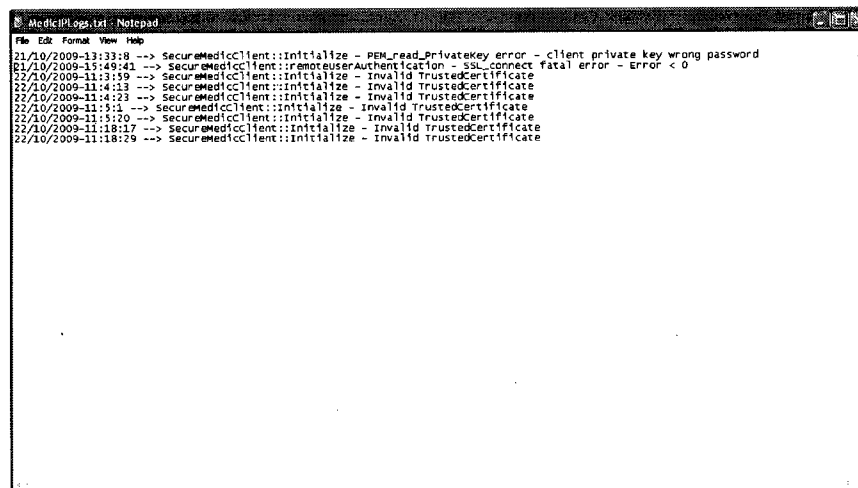 MedicIPLogs.txt - Notepad
File Edit Format View Help
21/10/2009-13:33:8 --> SecureMedicClient::Initialize - PEM_read_PrivateKey error - client private key wrong password
21/10/2009-15:49:41 --> SecureMedicClient::remoteUserAuthentication - SSL_connect fatal error - Error < 0
22/10/2009-11:3:59 --> SecureMedicClient::Initialize - Invalid TrustedCertificate
22/10/2009-11:4:13 --> SecureMedicClient::Initialize - Invalid TrustedCertificate
22/10/2009-11:4:23 --> SecureMedicClient::Initialize - Invalid TrustedCertificate
22/10/2009-11:5:1 --> SecureMedicClient::Initialize - Invalid TrustedCertificate
22/10/2009-11:5:20 --> SecureMedicClient::Initialize - Invalid TrustedCertificate
22/10/2009-11:18:17 --> SecureMedicClient::Initialize - Invalid TrustedCertificate
22/10/2009-11:18:29 --> SecureMedicClient::Initialize - Invalid TrustedCertificate